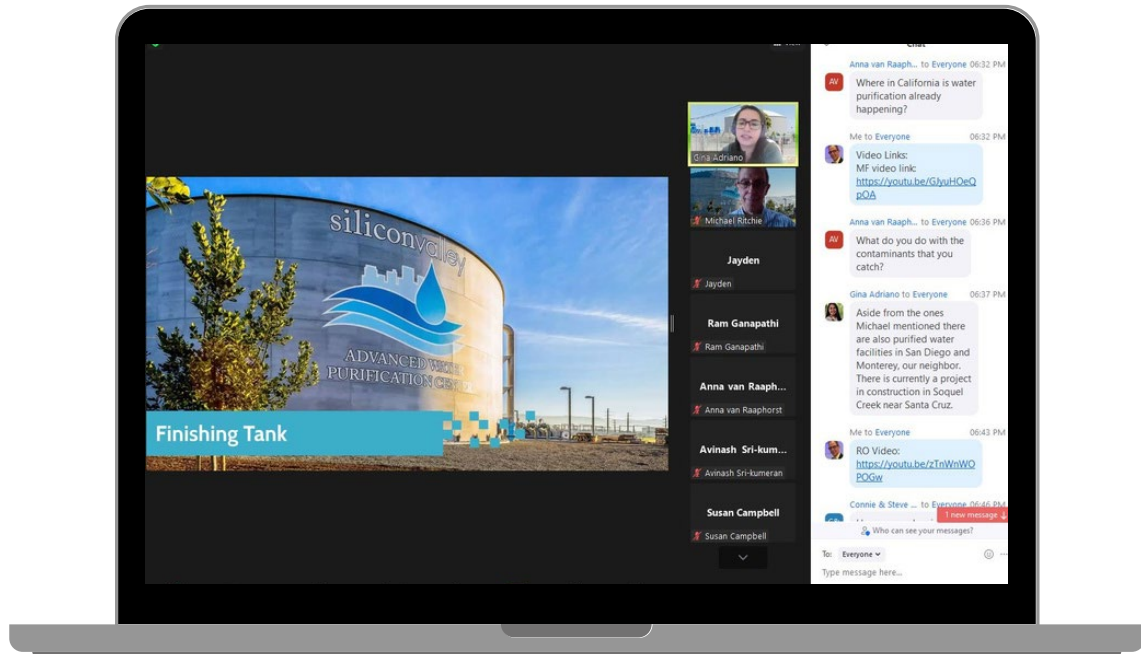 siliconvalley
ADVANCED WATER
PURIFICATION CENTER
Finishing Tank
Gina Adriano
Michael Ritchie
Jayden
Jayden
Ram Ganapathi
Ram Ganapathi
Anna van Raaph...
Anna van Raaphorst
Avinash Sri-kum...
Avinash Sri-kumeran
Susan Campbell
Susan Campbell
Chat
Anna van Raaph... to Everyone 06:32 PM
AV
Where in California is water
purification already
happening?
Me to Everyone 06:32 PM
Video Links:
MF video link:
https://youtu.be/GJyuHOeQ
pOA
Anna van Raaph... to Everyone 06:36 PM
AV
What do you do with the
contaminants that you
catch?
Gina Adriano to Everyone 06:37 PM
Aside from the ones
Michael mentioned there
are also purified water
facilities in San Diego and
Monterey, our neighbor.
There is currently a project
in construction in Soquel
Creek near Santa Cruz.
Me to Everyone 06:43 PM
RO Video:
https://youtu.be/zTnWnWO
POGw
Connie & Steve ... to Everyone 06:46 PM
1 new message
Who can see your messages?
To: Everyone
Type message here...